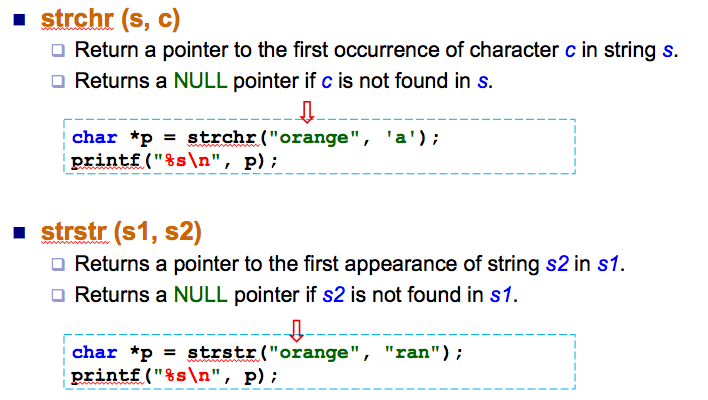 strchr (s, c)
Return a pointer to the first occurrence of character c in string s.
Returns a NULL pointer if c is not found in s.
char *p = strchr("orange", 'a');
printf("%s\n", p);
strstr (s1, s2)
Returns a pointer to the first appearance of string s2 in s1.
Returns a NULL pointer if s2 is not found in s1.
char *p = strstr("orange", "ran");
printf("%s\n", p);